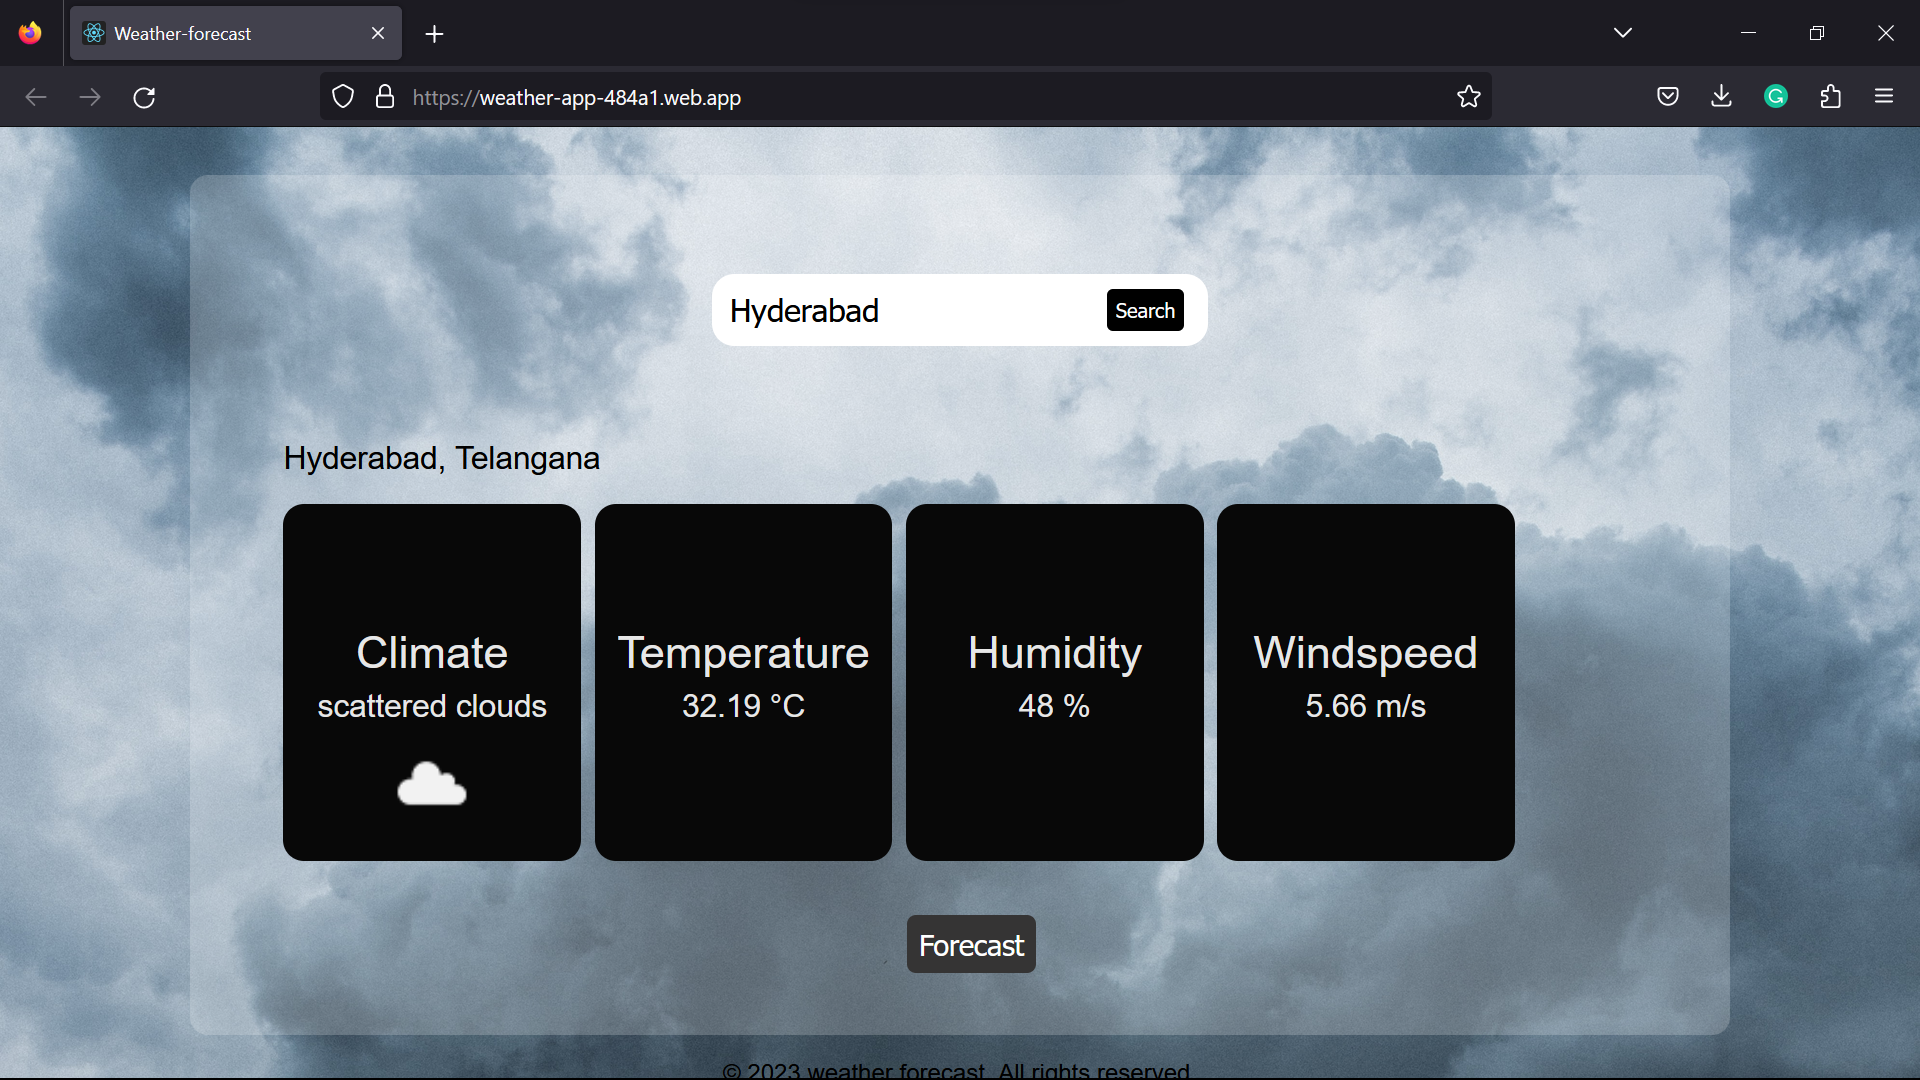 Weather-forecast
https://weather-app-484a1.web.app
Hyderabad
Search
Hyderabad, Telangana
Climate
scattered clouds
Temperature
32.19 °C
Humidity
48 %
Windspeed
5.66 m/s
Forecast
© 2023 weather forecast. All rights reserved